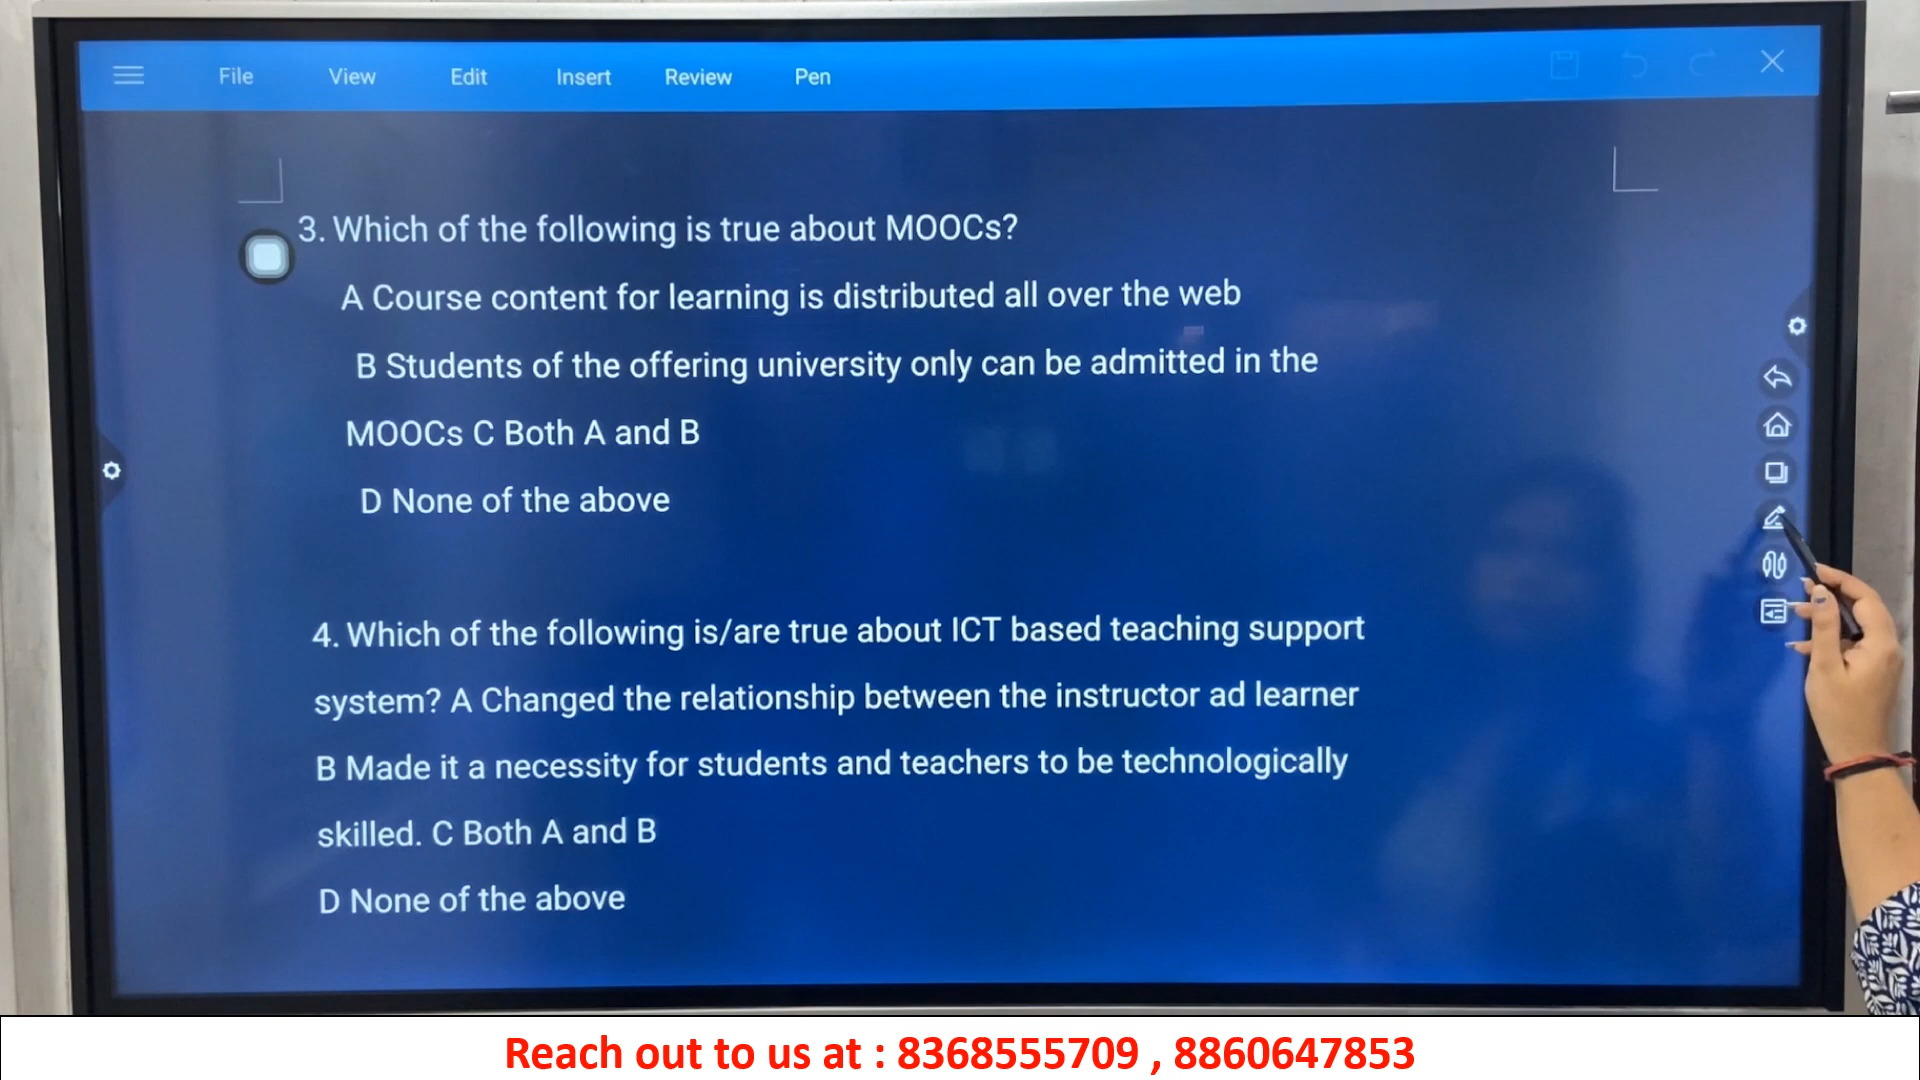 File View Edit Insert Review Pen
3. Which of the following is true about MOOCs?
A Course content for learning is distributed all over the web
B Students of the offering university only can be admitted in the
MOOCs C Both A and B
D None of the above
4. Which of the following is/are true about ICT based teaching support
system? A Changed the relationship between the instructor ad learner
B Made it a necessity for students and teachers to be technologically
skilled. C Both A and B
D None of the above
Reach out to us at : 8368555709 , 8860647853